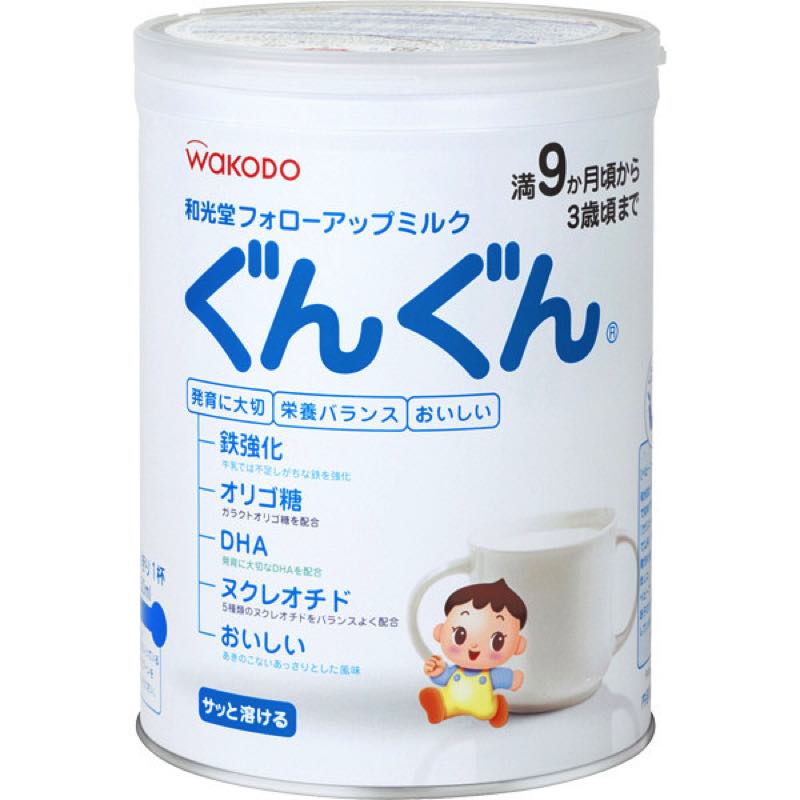 WAKODO
満9か月頃から
3歳頃まで
和光堂フォローアップミルク
ぐんぐん®
発育に大切 栄養バランス おいしい
鉄強化
牛乳では不足しがちな鉄を強化
オリゴ糖
ガラクトオリゴ糖を配合
DHA
発育に大切なDHAを配合
ヌクレオチド
5種類のヌクレオチドをバランスよく配合
おいしい
あきのこないあっさりとした風味
サッと溶ける
1杯